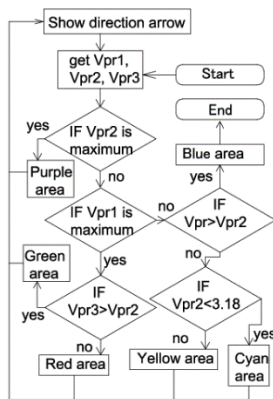 Show direction arrow
get Vpr1,
Vpr2, Vpr3
Start
End
yes
IF Vpr2 is
maximum
Blue area
Purple
area
no
yes
IF Vpr1 is
maximum
no
IF
Vpr>Vpr2
Green
area
yes
no
IF
Vpr3>Vpr2
IF
Vpr2<3.18
yes
no
no
yes
Red area
Yellow area
Cyan
area